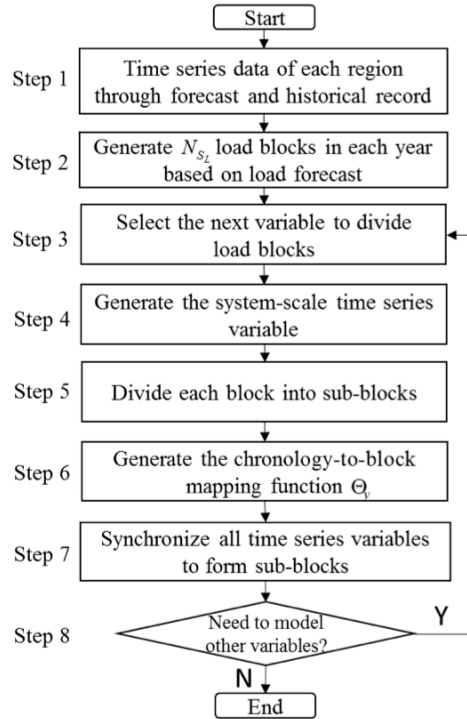 Start
Step 1
Time series data of each region
through forecast and historical record
Step 2
Generate N_{S_L} load blocks in each year
based on load forecast
Step 3
Select the next variable to divide
load blocks
Step 4
Generate the system-scale time series
variable
Step 5
Divide each block into sub-blocks
Step 6
Generate the chronology-to-block
mapping function Θ_y
Step 7
Synchronize all time series variables
to form sub-blocks
Step 8
Need to model
other variables?
Y
N
End